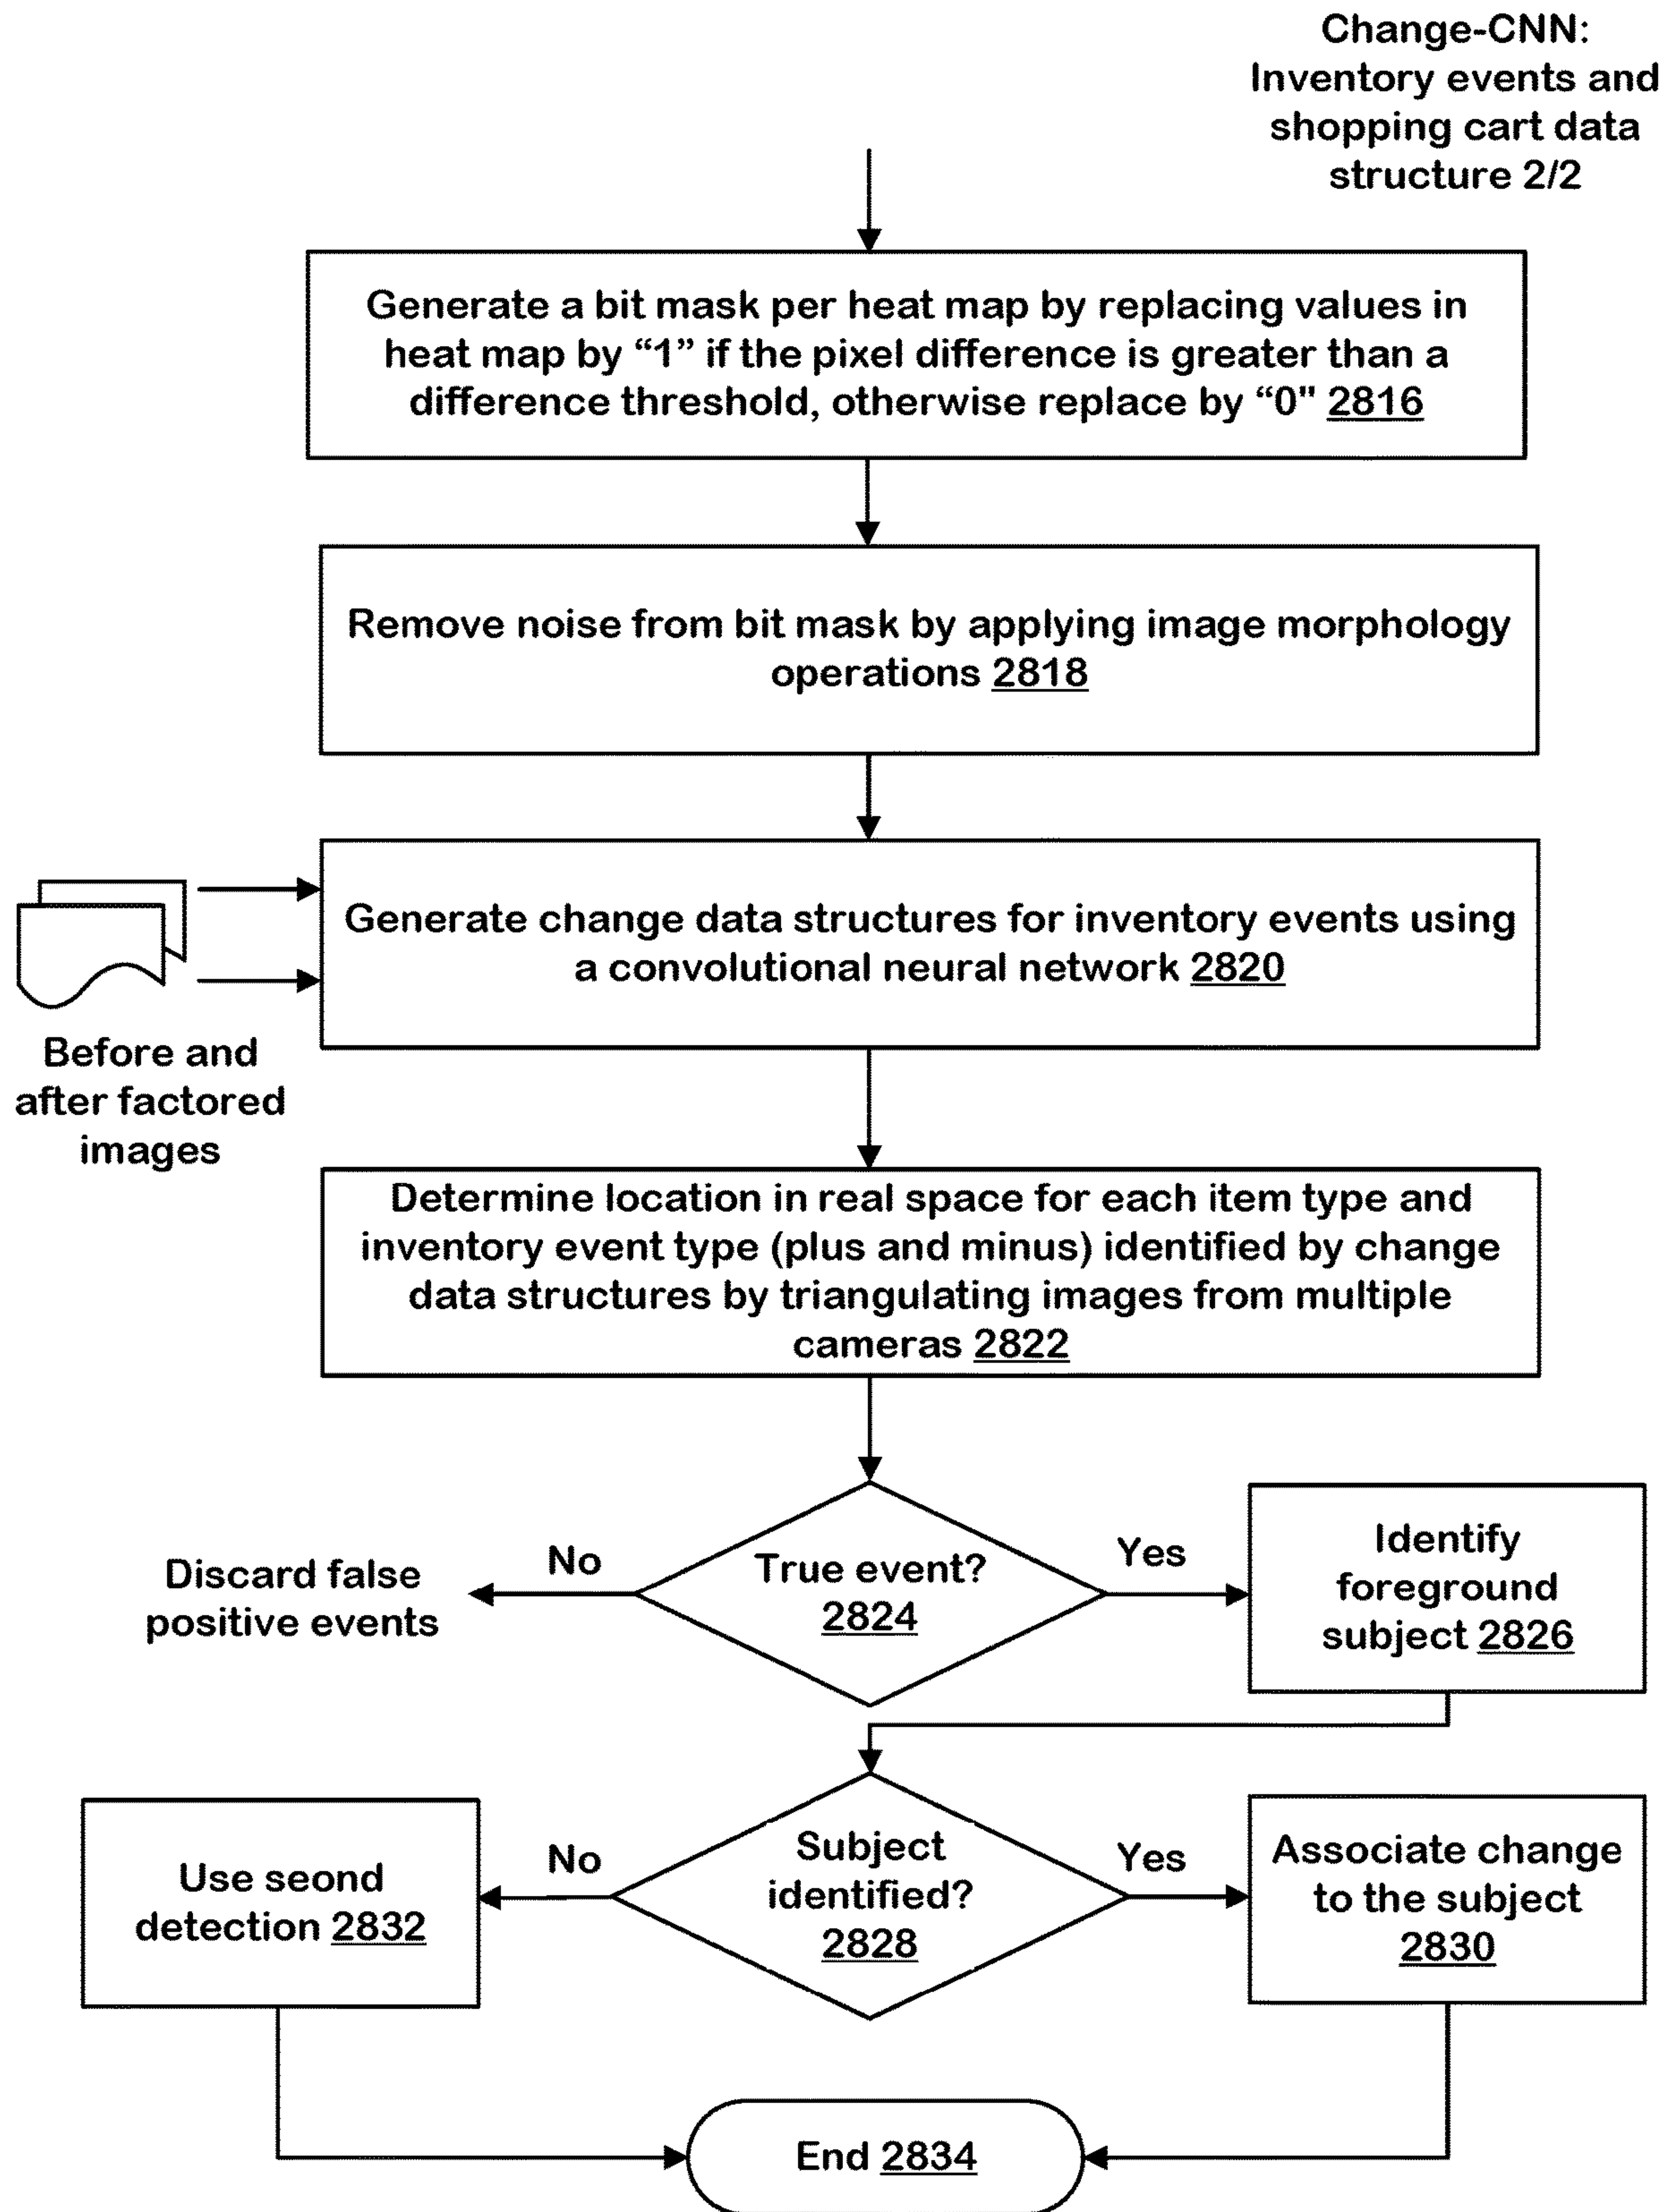 Change-CNN:
Inventory events and
shopping cart data
structure 2/2
Generate a bit mask per heat map by replacing values in
heat map by “1” if the pixel difference is greater than a
difference threshold, otherwise replace by “0" 2816
Remove noise from bit mask by applying image morphology
operations 2818
Generate change data structures for inventory events using
a convolutional neural network 2820
Before and
after factored
images
Determine location in real space for each item type and
inventory event type (plus and minus) identified by change
data structures by triangulating images from multiple
cameras 2822
True event?
2824
No
Discard false
positive events
Yes
Identify
foreground
subject 2826
Subject
identified?
2828
No
Use seond
detection 2832
Yes
Associate change
to the subject
2830
End 2834